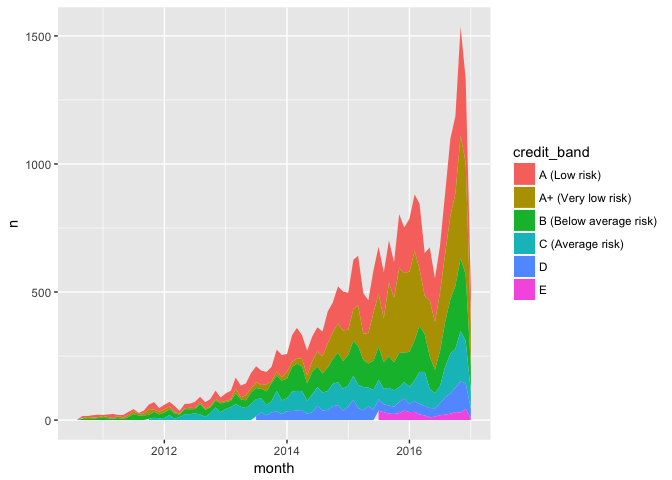 1500
1000
500
0
n
2012
2014
2016
month
credit_band
A (Low risk)
A+ (Very low risk)
B (Below average risk)
C (Average risk)
D
E